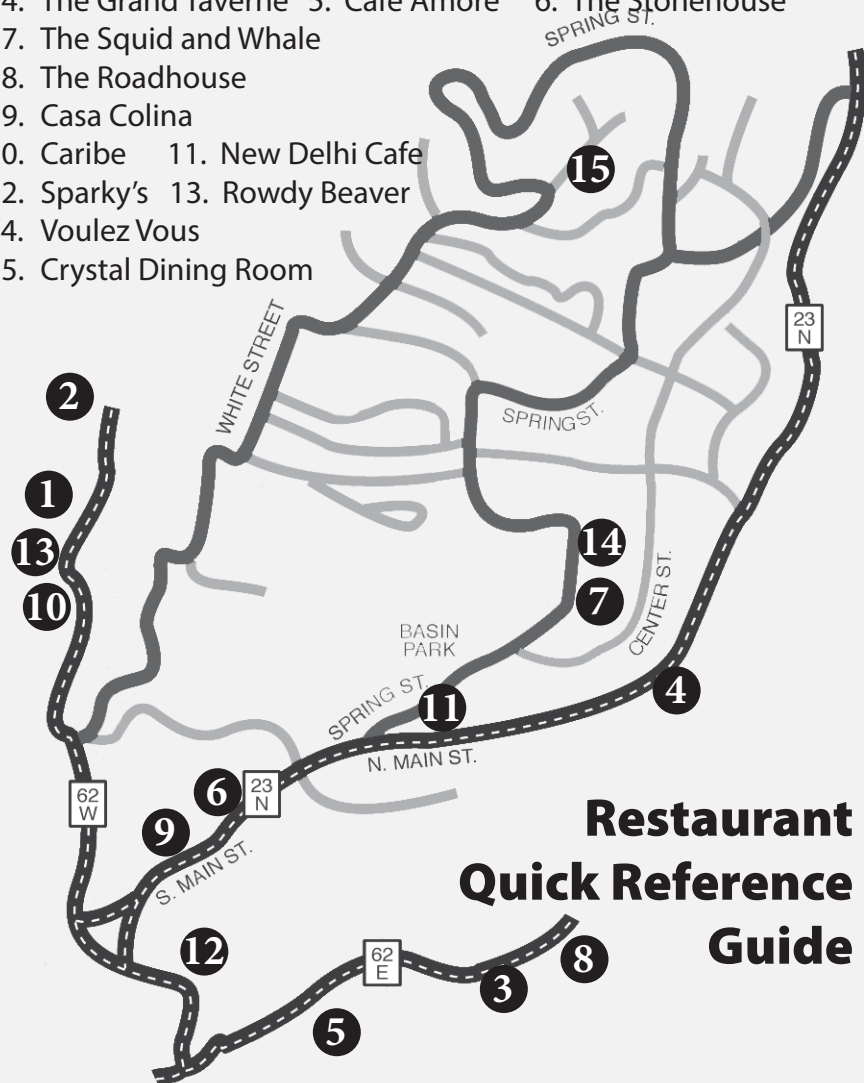 4. The Grand Taverne 5. Cafe Amore 6. The Stonehouse
7. The Squid and Whale
8. The Roadhouse
9. Casa Colina
0. Caribe 11. New Delhi Cafe
2. Sparky's 13. Rowdy Beaver
4. Voulez Vous
5. Crystal Dining Room
SPRING ST.
15
23
N
WHITE STREET
2
SPRING ST.
1
13
14
10
7
CENTER ST.
BASIN
PARK
SPRING ST.
11
4
N. MAIN ST.
62
W
6
23
N
9
S. MAIN ST.
Restaurant
Quick Reference
Guide
12
62
E
8
3
5